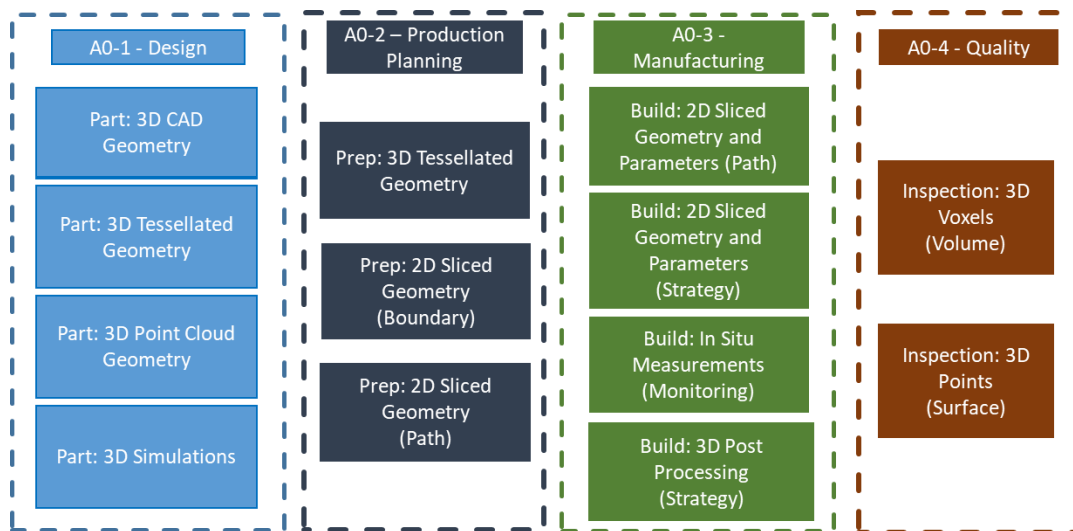 A0-1 - Design
Part: 3D CAD
Geometry
Part: 3D Tessellated
Geometry
Part: 3D Point Cloud
Geometry
Part: 3D Simulations
A0-2 – Production
Planning
Prep: 3D Tessellated
Geometry
Prep: 2D Sliced
Geometry
(Boundary)
Prep: 2D Sliced
Geometry
(Path)
A0-3 -
Manufacturing
Build: 2D Sliced
Geometry and
Parameters (Path)
Build: 2D Sliced
Geometry and
Parameters
(Strategy)
Build: In Situ
Measurements
(Monitoring)
Build: 3D Post
Processing
(Strategy)
A0-4 - Quality
Inspection: 3D
Voxels
(Volume)
Inspection: 3D
Points
(Surface)